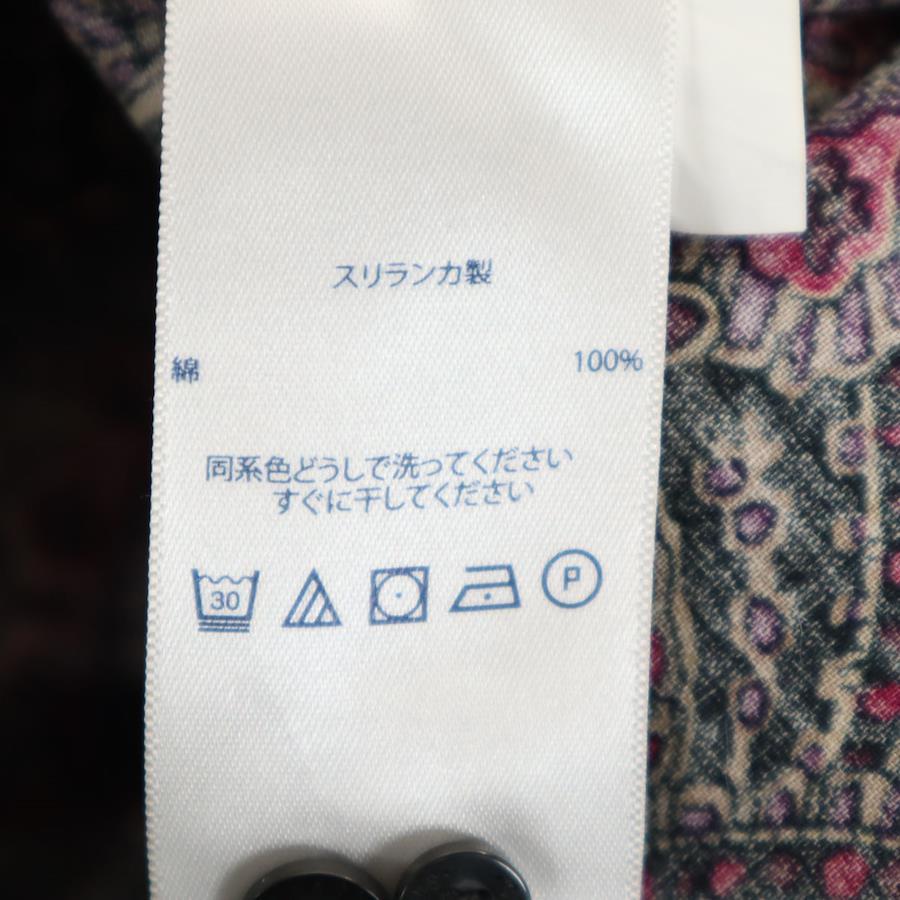 スリランカ製
綿 100%
同系色どうしで洗ってください
すぐに干してください
30 P